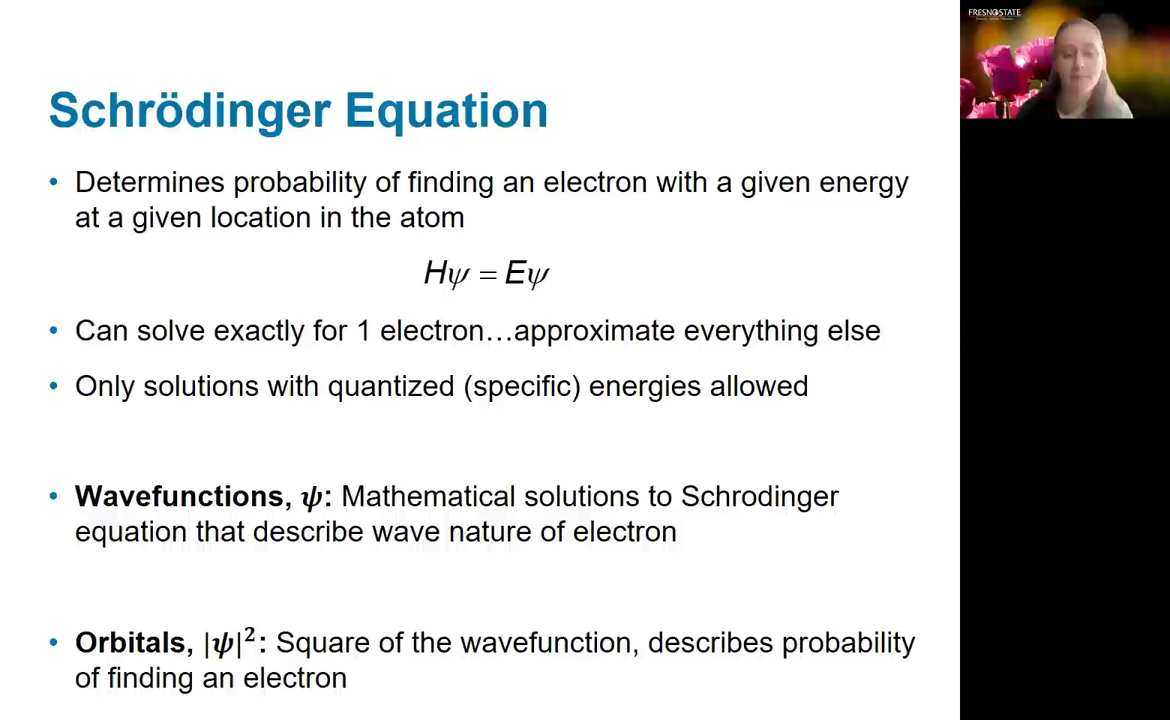 FRESNO STATE
Schrödinger Equation
• Determines probability of finding an electron with a given energy
at a given location in the atom
Hψ = Eψ
• Can solve exactly for 1 electron…approximate everything else
• Only solutions with quantized (specific) energies allowed
• Wavefunctions, ψ: Mathematical solutions to Schrodinger
equation that describe wave nature of electron
• Orbitals, |ψ|²: Square of the wavefunction, describes probability
of finding an electron